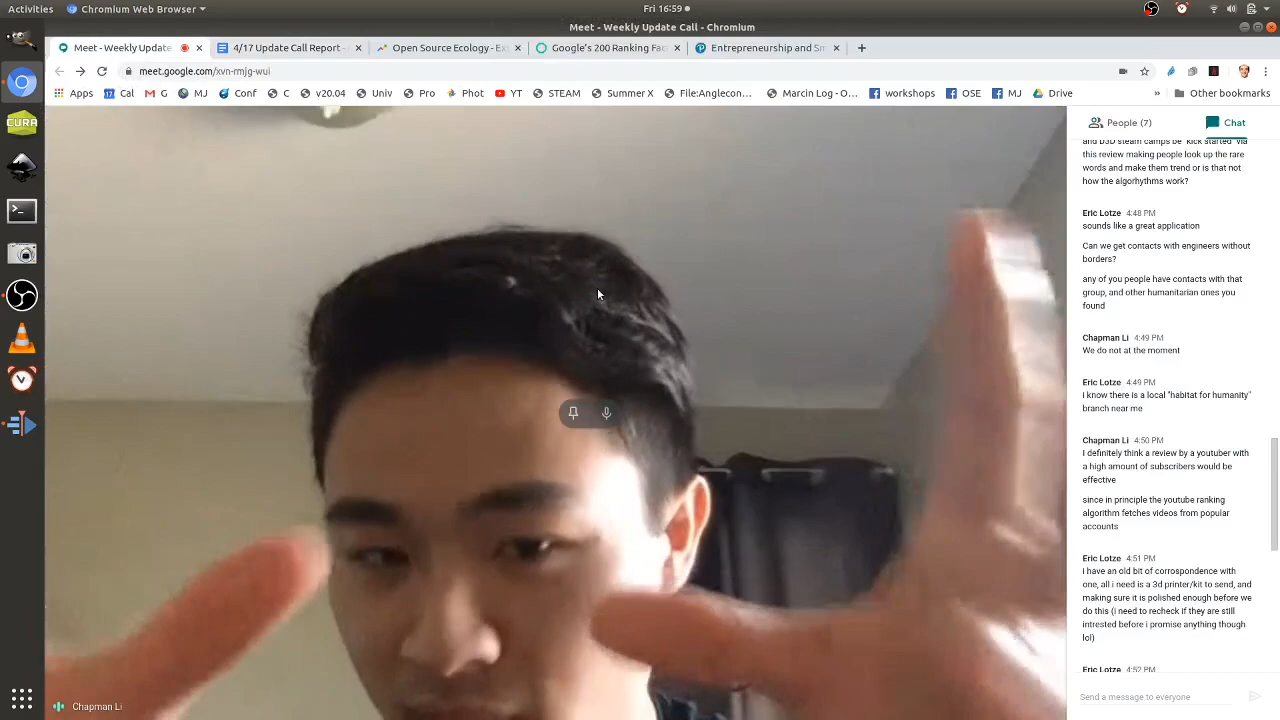 Activities
Chromium Web Browser
Fri 16:59
Meet - Weekly Update Call - Chromium
Meet - Weekly Update
4/17 Update Call Report -
Open Source Ecology - Ex
Google's 200 Ranking Fac
Entrepreneurship and Sm
meet.google.com/xvn-rmjg-wui
Apps
Cal
G
MJ
Conf
C
v20.04
Univ
Pro
Phot
YT
STEAM
Summer X
File:Anglecon...
Marcin Log - O...
workshops
OSE
MJ
Drive
»
Other bookmarks
CURA
People (7)
Chat
and D3D steam camps be "kick started" via
this review making people look up the rare
words and make them trend or is that not
how the algorhythms work?
Eric Lotze 4:48 PM
sounds like a great application
Can we get contacts with engineers without
borders?
any of you people have contacts with that
group, and other humanitarian ones you
found
Chapman Li 4:49 PM
We do not at the moment
Eric Lotze 4:49 PM
i know there is a local "habitat for humanity"
branch near me
Chapman Li 4:50 PM
I definitely think a review by a youtuber with
a high amount of subscribers would be
effective
since in principle the youtube ranking
algorithm fetches videos from popular
accounts
Eric Lotze 4:51 PM
i have an old bit of corrospondence with
one, all i need is a 3d printer/kit to send, and
making sure it is polished enough before we
do this (i need to recheck if they are still
intrested before i promise anything though
lol)
Eric Lotze 4:52 PM
Send a message to everyone
Chapman Li